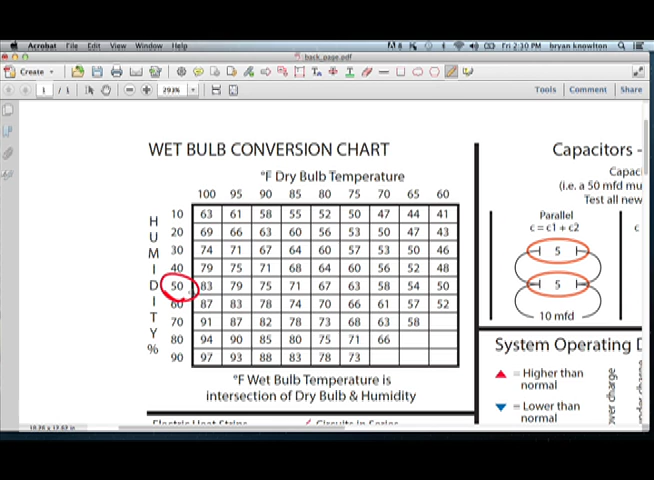 Acrobat File Edit View Window Help
Fri 2:30 PM bryan knowlton
back_page.pdf
Create
1 / 1
293%
Tools Comment Share
WET BULB CONVERSION CHART
°F Dry Bulb Temperature
100 95 90 85 80 75 70 65 60
HUMIDITY %
10 63 61 58 55 52 50 47 44 41
20 69 66 63 60 56 53 50 47 43
30 74 71 67 64 60 57 53 50 46
40 79 75 71 68 64 60 56 52 48
50 83 79 75 71 67 63 58 54 50
60 87 83 78 74 70 66 61 57 52
70 91 87 82 78 73 68 63 58
80 94 90 85 80 75 71 66
90 97 93 88 83 78 73
°F Wet Bulb Temperature is
intersection of Dry Bulb & Humidity
Capacitors -
Capac
(i.e. a 50 mfd mu
Test all new
Parallel
c = c1 + c2
c
5
5
10 mfd
System Operating D
= Higher than
normal
= Lower than
normal
over charge